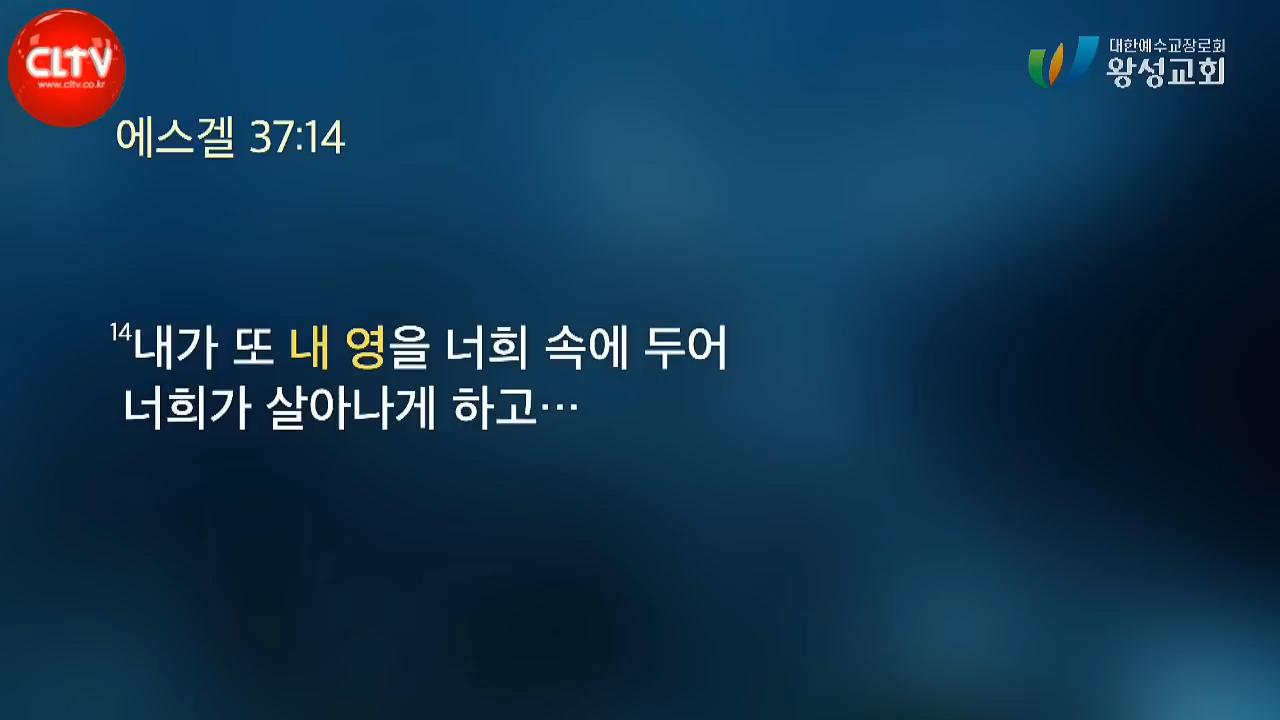 CLTV
www.cltv.co.kr
대한예수교장로회
왕성교회
에스겔 37:14
14내가 또 내 영을 너희 속에 두어
너희가 살아나게 하고…